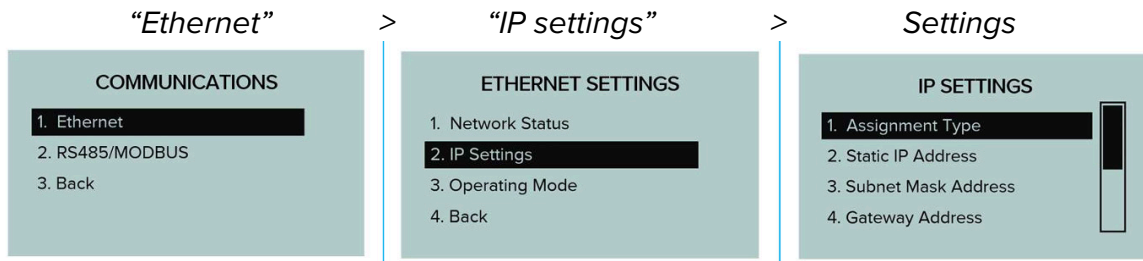 “Ethernet” > “IP settings” > Settings
COMMUNICATIONS
1. Ethernet
2. RS485/MODBUS
3. Back
ETHERNET SETTINGS
1. Network Status
2. IP Settings
3. Operating Mode
4. Back
IP SETTINGS
1. Assignment Type
2. Static IP Address
3. Subnet Mask Address
4. Gateway Address